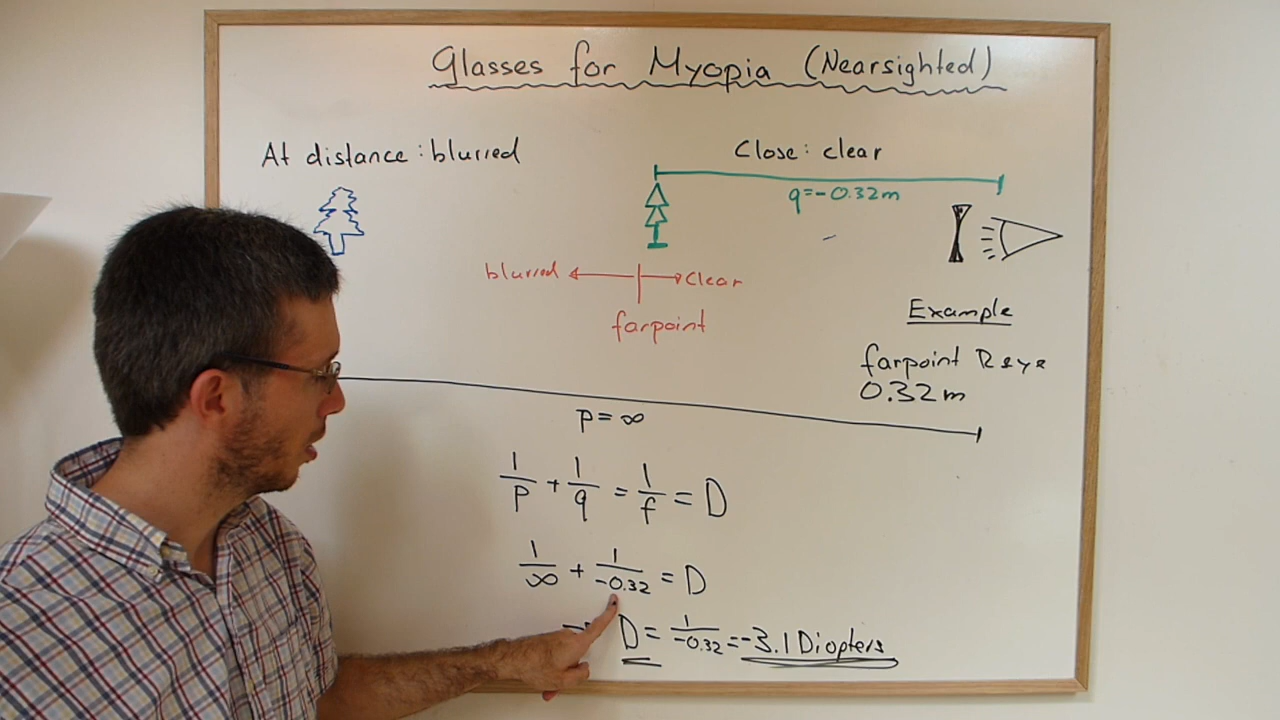 Glasses for Myopia (Nearsighted)
At distance: blurred
Close: clear
q=-0.32m
blurred
clear
farpoint
Example
farpoint Reye
0.32m
p=∞
1/p + 1/q = 1/f = D
1/∞ + 1/-0.32 = D
D = 1/-0.32 = -3.1 Diopters